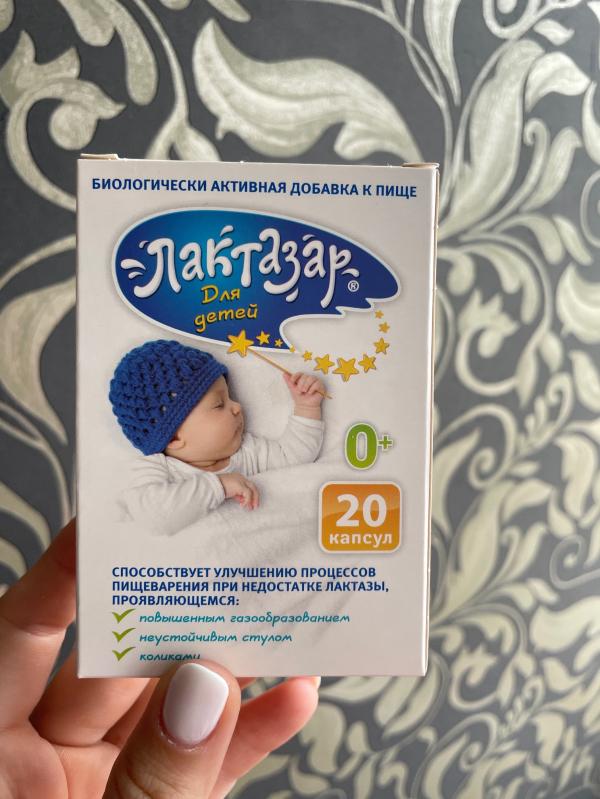 БИОЛОГИЧЕСКИ АКТИВНАЯ ДОБАВКА К ПИЩЕ
Лактазар®
Для
детей
0+
20
капсул
СПОСОБСТВУЕТ УЛУЧШЕНИЮ ПРОЦЕССОВ
ПИЩЕВАРЕНИЯ ПРИ НЕДОСТАТКЕ ЛАКТАЗЫ,
ПРОЯВЛЯЮЩЕМСЯ:
повышенным газообразованием
неустойчивым стулом
коликами